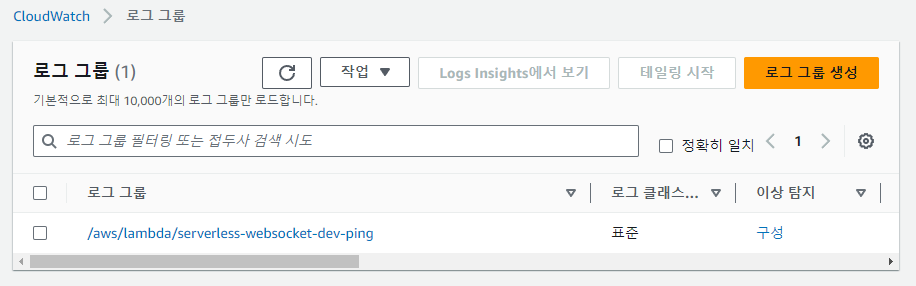 CloudWatch > 로그 그룹
로그 그룹 (1)
작업
Logs Insights에서 보기
테일링 시작
로그 그룹 생성
기본적으로 최대 10,000개의 로그 그룹만 로드합니다.
로그 그룹 필터링 또는 접두사 검색 시도
정확히 일치
1
로그 그룹
로그 클래스...
이상 탐지
/aws/lambda/serverless-websocket-dev-ping
표준
구성